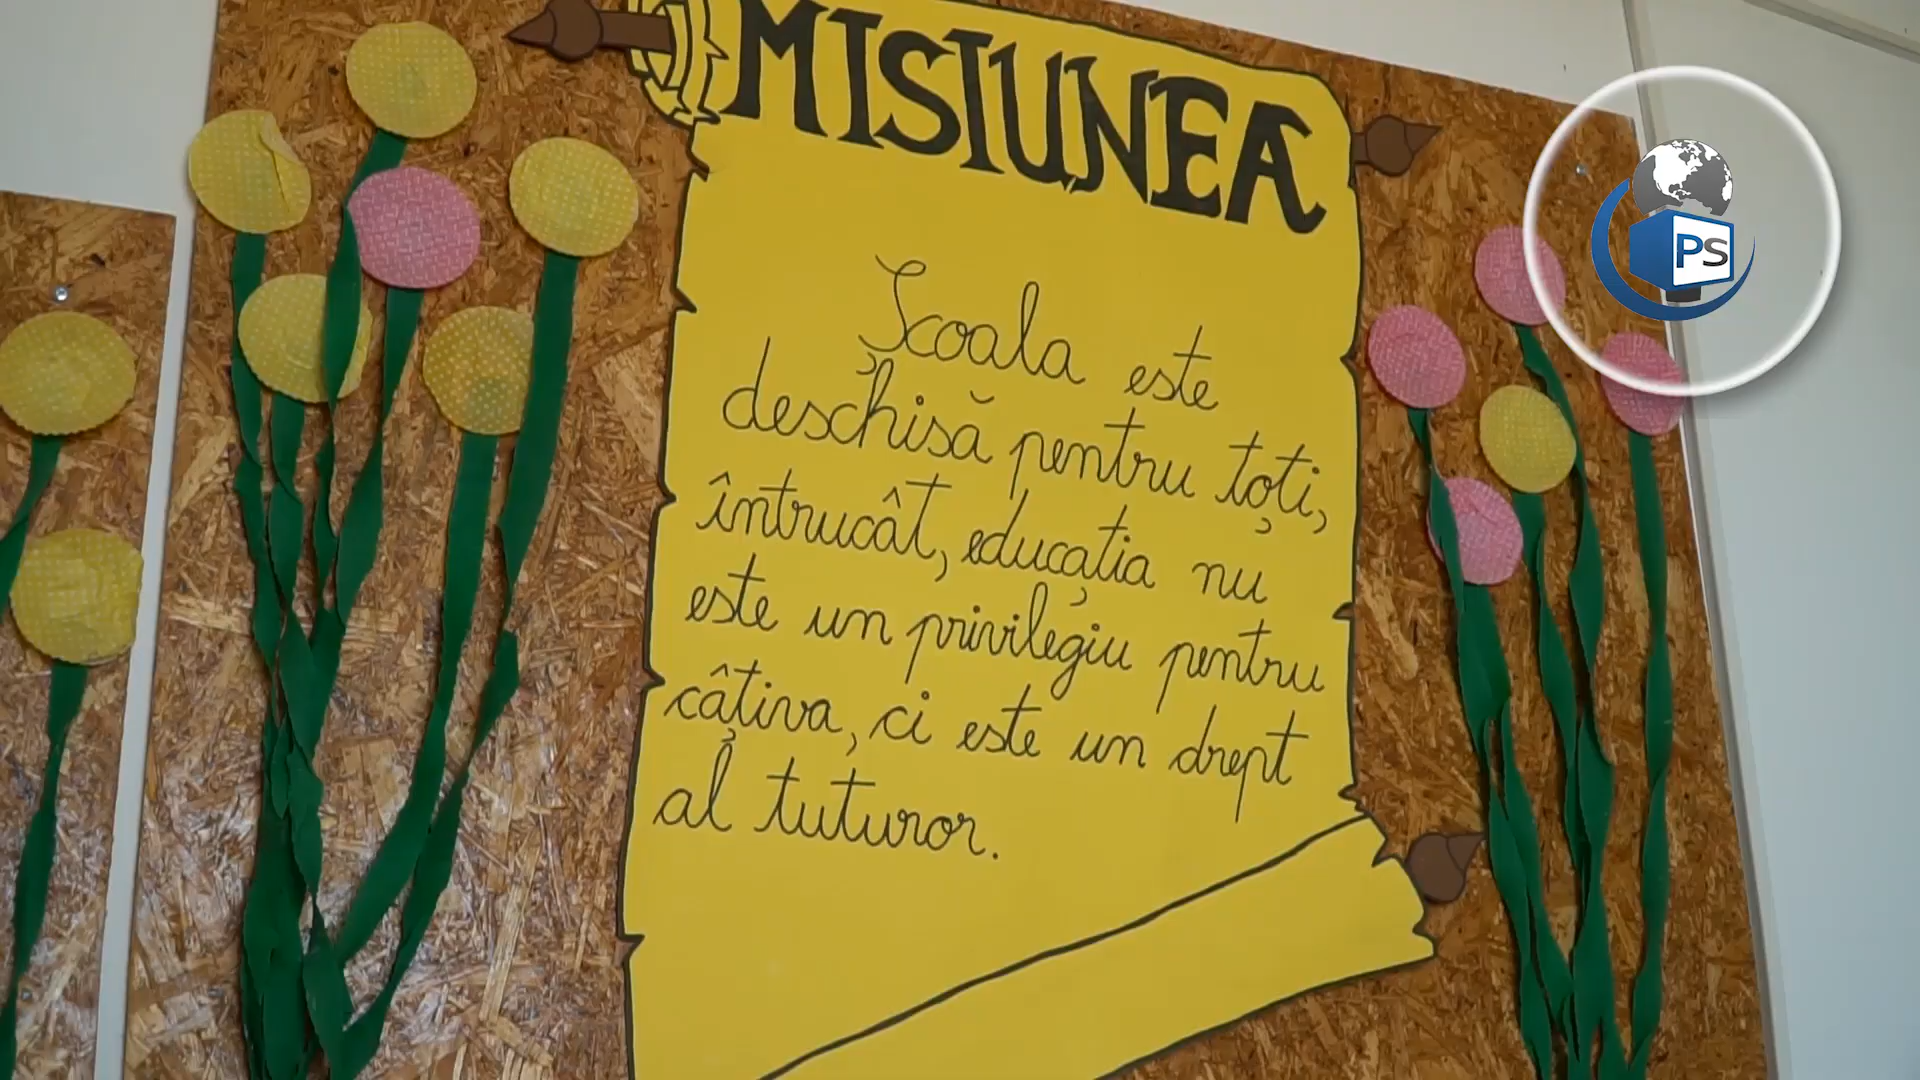 MISIUNEA
Școala este
deschisă pentru toți,
întrucât, educația nu
este un privilegiu pentru
câțiva, ci este un drept
al tuturor.
PS